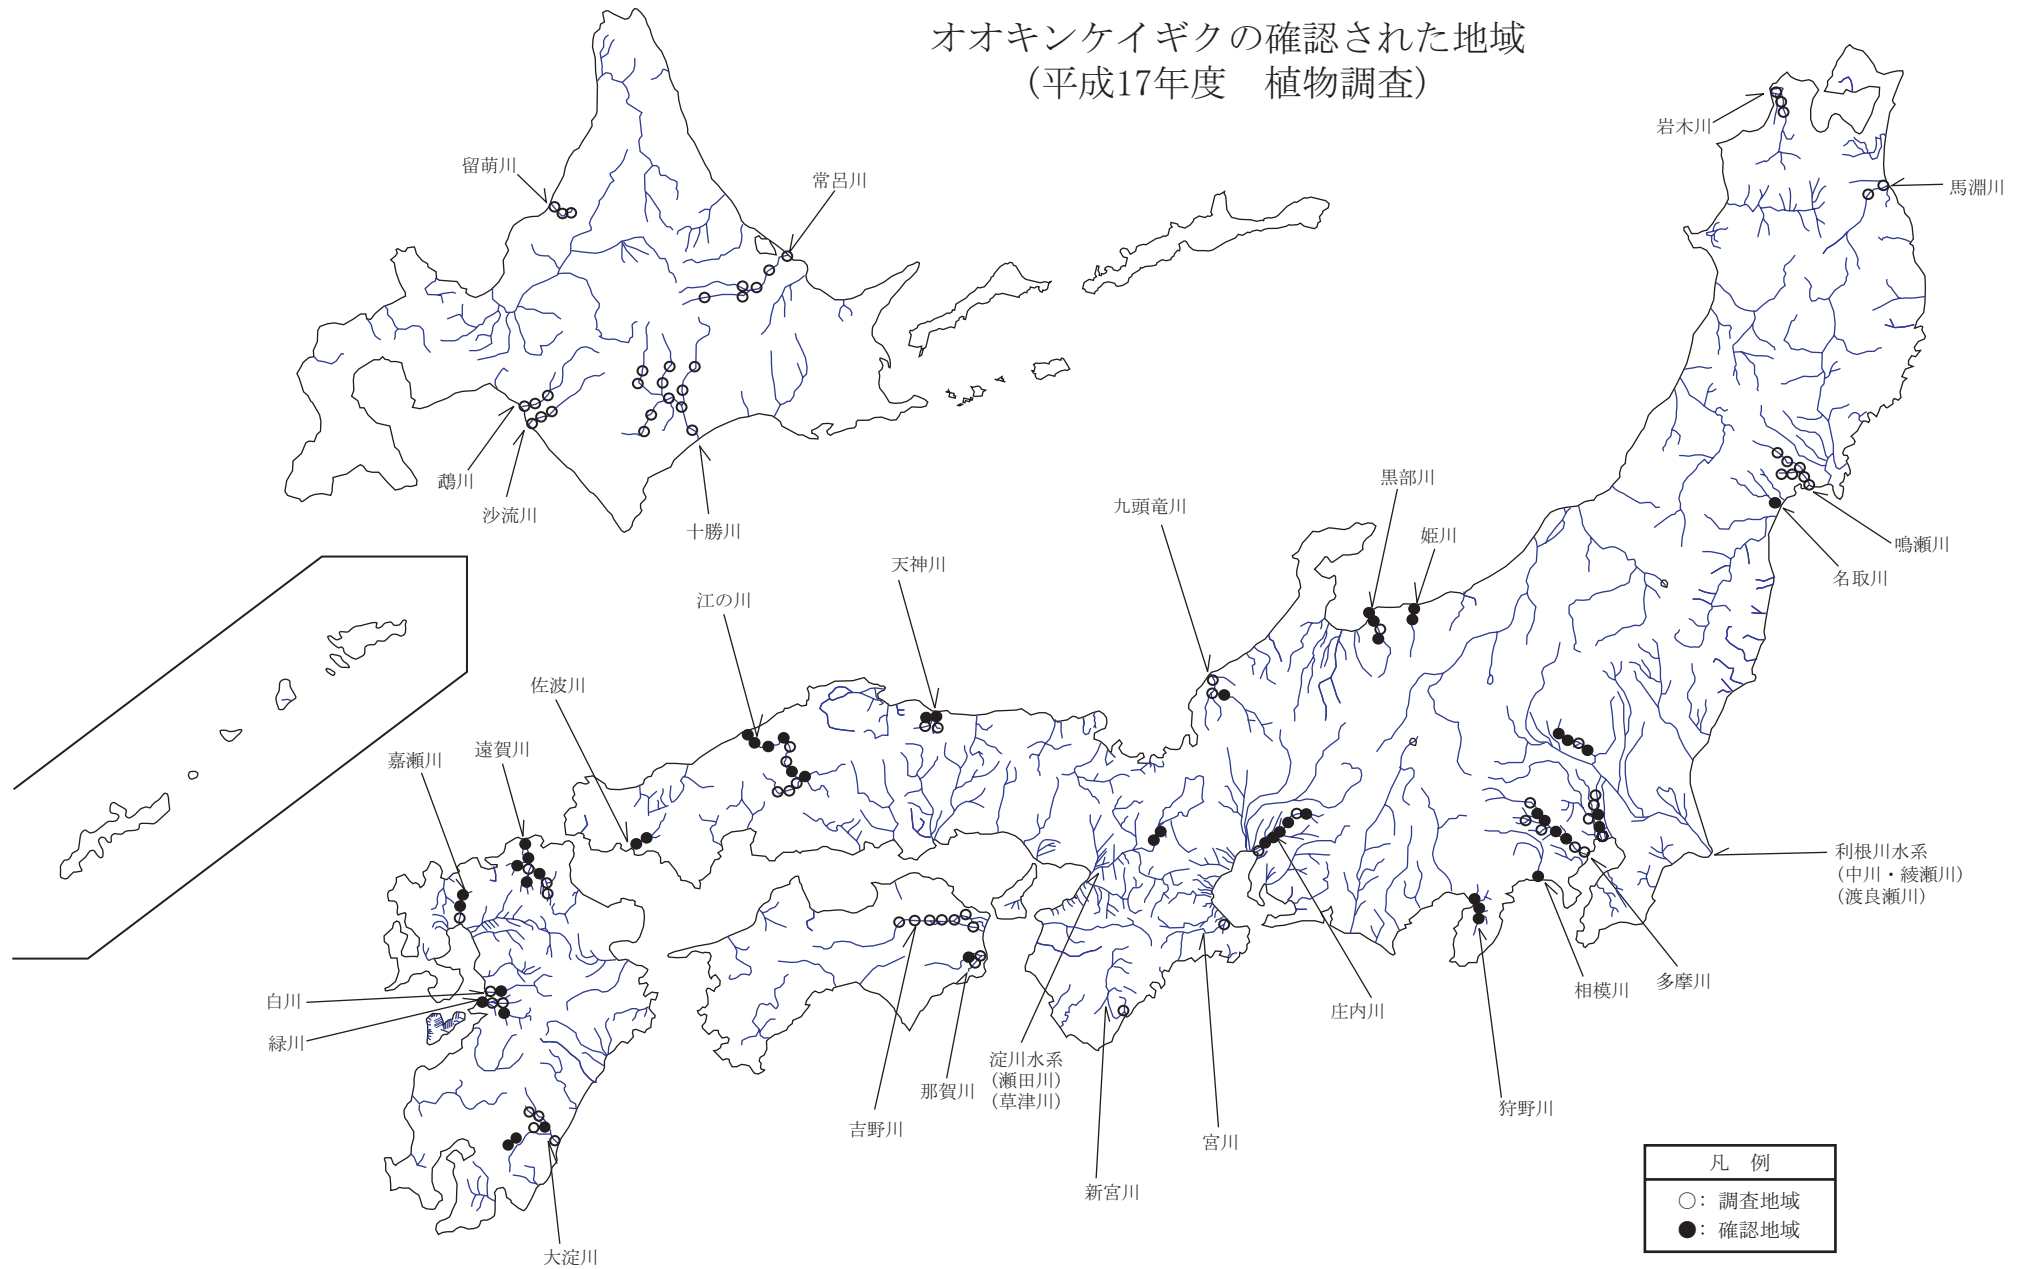 オオキンケイギクの確認された地域
（平成17年度　植物調査）
岩木川
留萌川
常呂川
馬淵川
鵡川
沙流川
十勝川
黒部川
九頭竜川
姫川
鳴瀬川
名取川
天神川
江の川
佐波川
遠賀川
嘉瀬川
利根川水系
（中川・綾瀬川）
（渡良瀬川）
多摩川
相模川
白川
庄内川
緑川
淀川水系
（瀬田川）
（草津川）
那賀川
狩野川
吉野川
宮川
新宮川
大淀川
凡　例
○：調査地域
●：確認地域